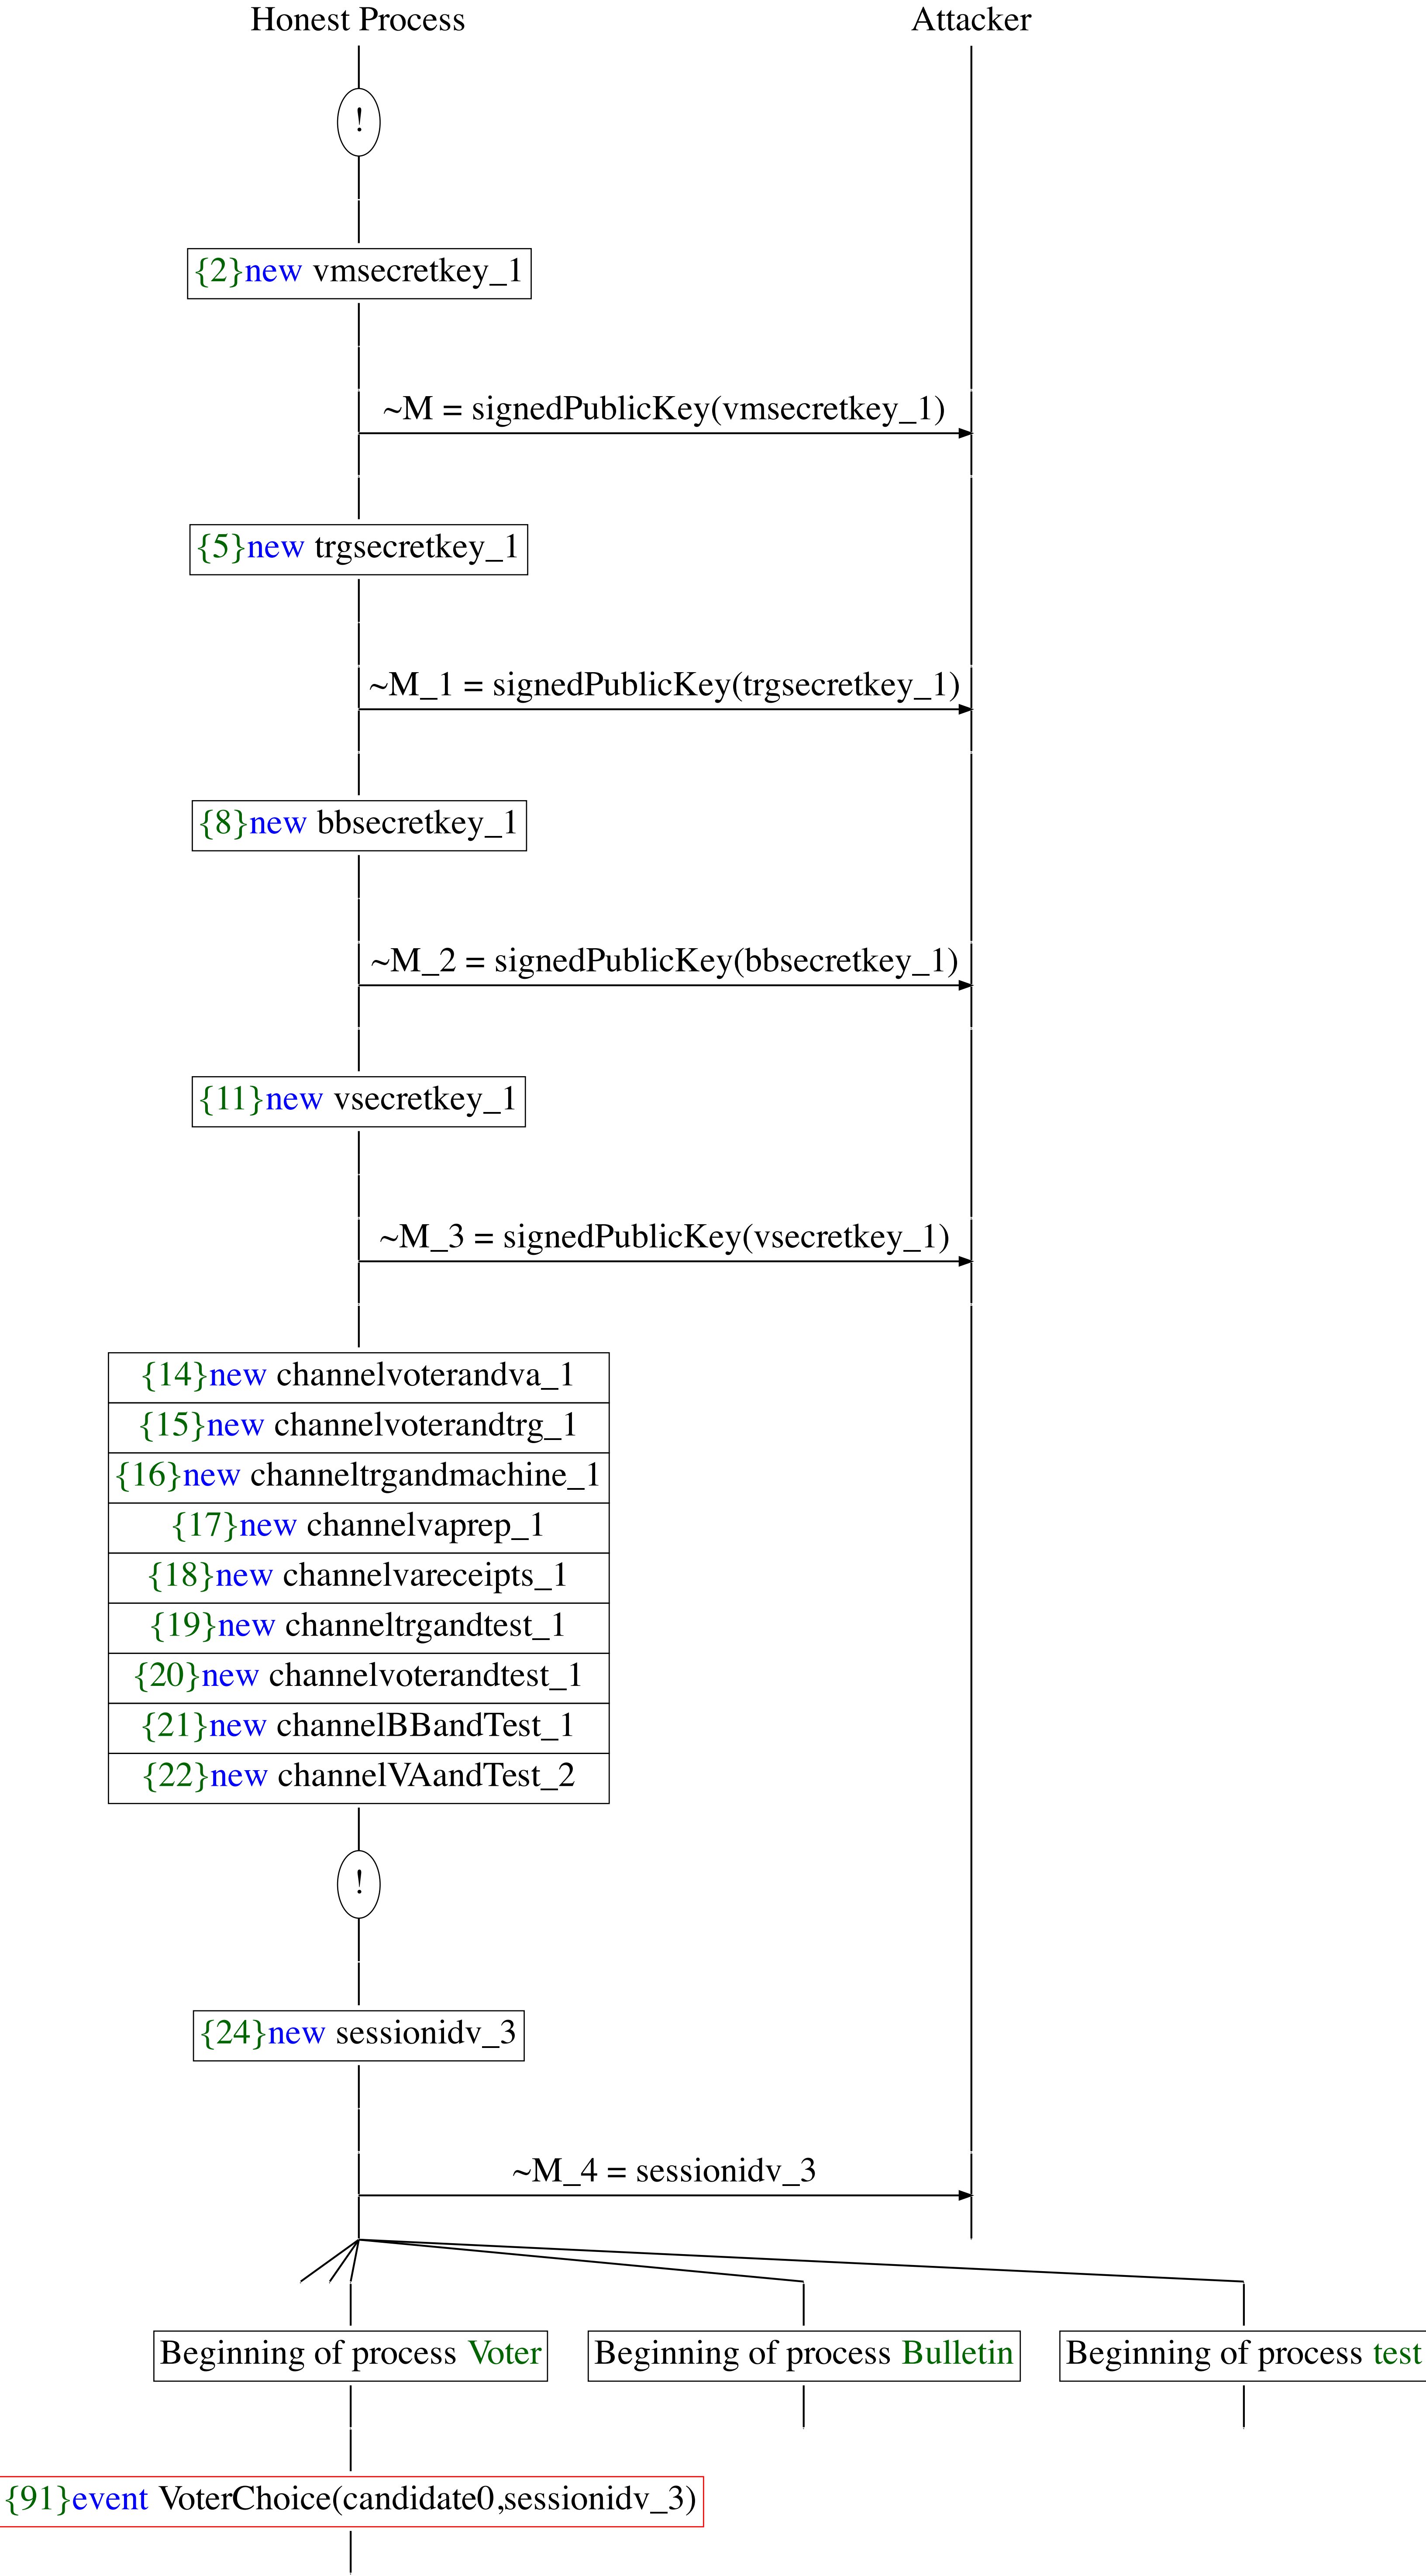 Honest Process
Attacker
!
{2}new vmsecretkey_1
~M = signedPublicKey(vmsecretkey_1)
{5}new trgsecretkey_1
~M_1 = signedPublicKey(trgsecretkey_1)
{8}new bbsecretkey_1
~M_2 = signedPublicKey(bbsecretkey_1)
{11}new vsecretkey_1
~M_3 = signedPublicKey(vsecretkey_1)
{14}new channelvoterandva_1
{15}new channelvoterandtrg_1
{16}new channeltrgandmachine_1
{17}new channelvaprep_1
{18}new channelvareceipts_1
{19}new channeltrgandtest_1
{20}new channelvoterandtest_1
{21}new channelBBandTest_1
{22}new channelVAandTest_2
!
{24}new sessionidv_3
~M_4 = sessionidv_3
Beginning of process Voter
Beginning of process Bulletin
Beginning of process test
{91}event VoterChoice(candidate0,sessionidv_3)